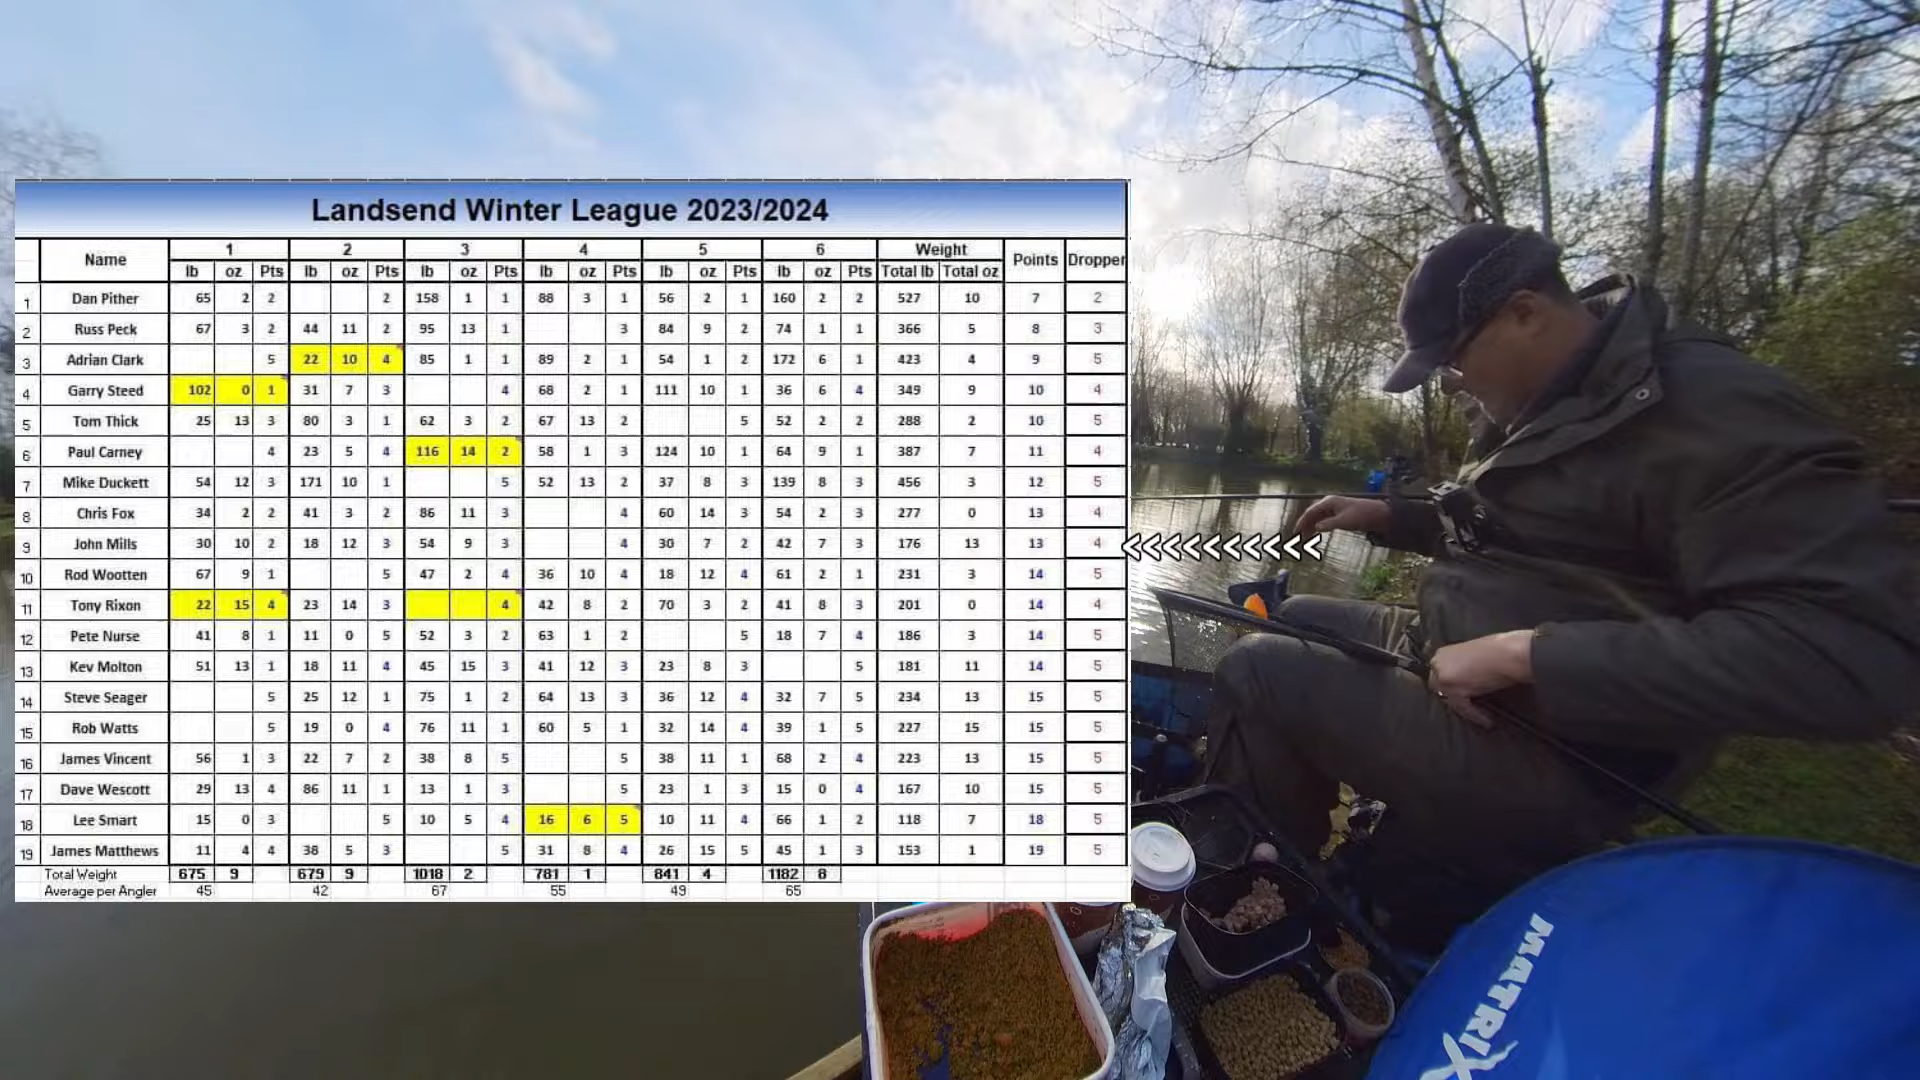 Landsend Winter League 2023/2024
Name 1 2 3 4 5 6 Weight Points Dropper
lb oz Pts lb oz Pts lb oz Pts lb oz Pts lb oz Pts lb oz Pts Total lb Total oz
1 Dan Pither 65 2 2 2 158 1 1 88 3 1 56 2 1 160 2 2 527 10 7 2
2 Russ Peck 67 3 2 44 11 2 95 13 1 3 84 9 2 74 1 1 366 5 8 3
3 Adrian Clark 5 22 10 4 85 1 1 89 2 1 54 1 2 172 6 1 423 4 9 5
4 Garry Steed 102 0 1 31 7 3 4 68 2 1 111 10 1 36 6 4 349 9 10 4
5 Tom Thick 25 13 3 80 3 1 62 3 2 67 13 2 5 52 2 2 288 2 10 5
6 Paul Carney 4 23 5 4 116 14 2 58 1 3 124 10 1 64 9 1 387 7 11 4
7 Mike Duckett 54 12 3 171 10 1 5 52 13 2 37 8 3 139 8 3 456 3 12 5
8 Chris Fox 34 2 2 41 3 2 86 11 3 4 60 14 3 54 2 3 277 0 13 4
9 John Mills 30 10 2 18 12 3 54 9 3 4 30 7 2 42 7 3 176 13 13 4 <<<<<<<<<<
10 Rod Wootten 67 9 1 5 47 2 4 36 10 4 18 12 4 61 2 1 231 3 14 5
11 Tony Rixon 22 15 4 23 14 3 4 42 8 2 70 3 2 41 8 3 201 0 14 4
12 Pete Nurse 41 8 1 11 0 5 52 3 2 63 1 2 5 18 7 4 186 3 14 5
13 Kev Molton 51 13 1 18 11 4 45 15 3 41 12 3 23 8 3 5 181 11 14 5
14 Steve Seager 5 25 12 1 75 1 2 64 13 3 36 12 4 32 7 5 234 13 15 5
15 Rob Watts 5 19 0 4 76 11 1 60 5 1 32 14 4 39 1 5 227 15 15 5
16 James Vincent 56 1 3 22 7 2 38 8 5 5 38 11 1 68 2 4 223 13 15 5
17 Dave Wescott 29 13 4 86 11 1 13 1 3 5 23 1 3 15 0 4 167 10 15 5
18 Lee Smart 15 0 3 5 10 5 4 16 6 5 10 11 4 66 1 2 118 7 18 5
19 James Matthews 11 4 4 38 5 3 5 31 8 4 26 15 5 45 1 3 153 1 19 5
Total Weight 675 9 679 9 1018 2 781 1 841 4 1182 8
Average per Angler 45 42 67 55 49 65
MATRIX